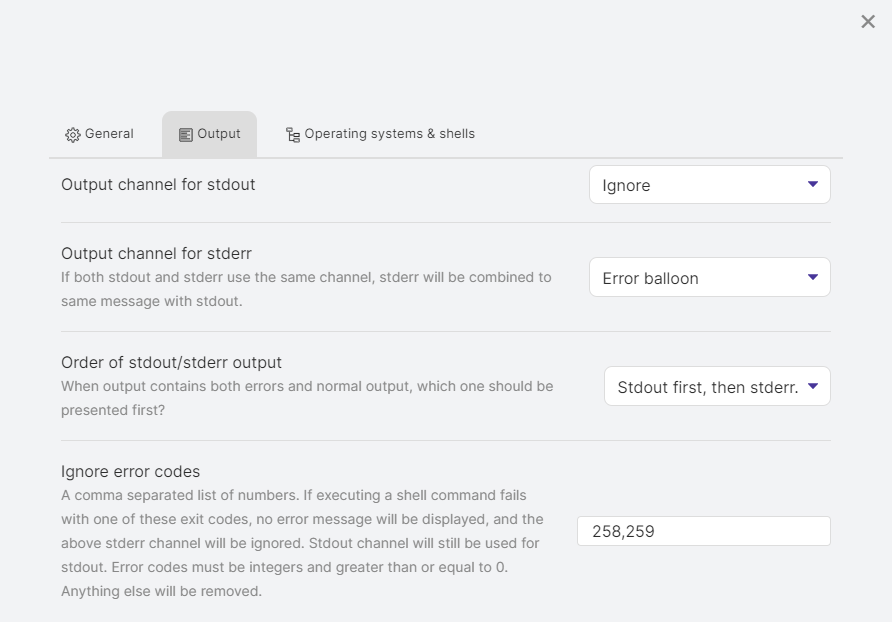 General
Output
Operating systems & shells
Output channel for stdout
Ignore
Output channel for stderr
If both stdout and stderr use the same channel, stderr will be combined to
same message with stdout.
Error balloon
Order of stdout/stderr output
When output contains both errors and normal output, which one should be
presented first?
Stdout first, then stderr.
Ignore error codes
A comma separated list of numbers. If executing a shell command fails
with one of these exit codes, no error message will be displayed, and the
above stderr channel will be ignored. Stdout channel will still be used for
stdout. Error codes must be integers and greater than or equal to 0.
Anything else will be removed.
258,259